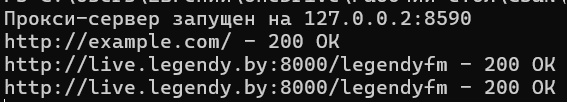 Прокси-сервер запущен на 127.0.0.2:8590
http://example.com/ - 200 OK
http://live.legendy.by:8000/legendyfm - 200 OK
http://live.legendy.by:8000/legendyfm - 200 OK